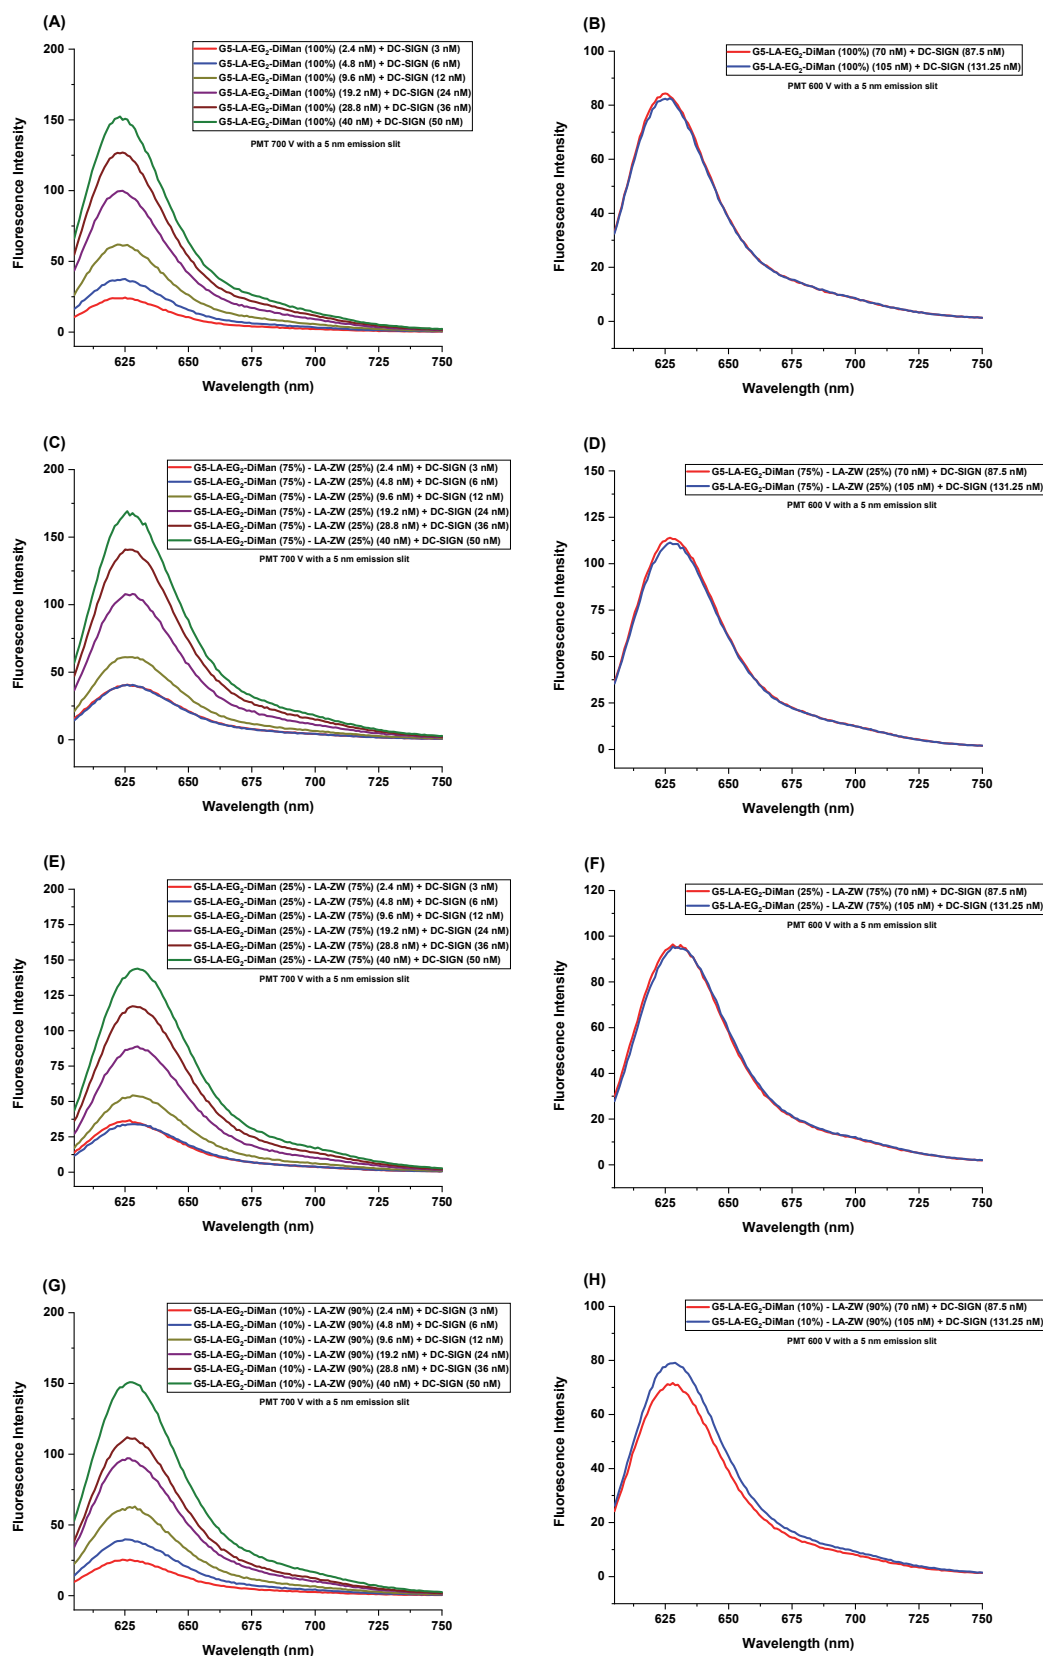 (A)
G5-LA-EG₂-DiMan (100%) (2.4 nM) + DC-SIGN (3 nM)
G5-LA-EG₂-DiMan (100%) (4.8 nM) + DC-SIGN (6 nM)
G5-LA-EG₂-DiMan (100%) (9.6 nM) + DC-SIGN (12 nM)
G5-LA-EG₂-DiMan (100%) (19.2 nM) + DC-SIGN (24 nM)
G5-LA-EG₂-DiMan (100%) (28.8 nM) + DC-SIGN (36 nM)
G5-LA-EG₂-DiMan (100%) (40 nM) + DC-SIGN (50 nM)
PMT 700 V with a 5 nm emission slit
200
150
100
50
0
Fluorescence Intensity
625 650 675 700 725 750
Wavelength (nm)
(B)
G5-LA-EG₂-DiMan (100%) (70 nM) + DC-SIGN (87.5 nM)
G5-LA-EG₂-DiMan (100%) (105 nM) + DC-SIGN (131.25 nM)
PMT 600 V with a 5 nm emission slit
100
80
60
40
20
0
Fluorescence Intensity
625 650 675 700 725 750
Wavelength (nm)
(C)
G5-LA-EG₂-DiMan (75%) - LA-ZW (25%) (2.4 nM) + DC-SIGN (3 nM)
G5-LA-EG₂-DiMan (75%) - LA-ZW (25%) (4.8 nM) + DC-SIGN (6 nM)
G5-LA-EG₂-DiMan (75%) - LA-ZW (25%) (9.6 nM) + DC-SIGN (12 nM)
G5-LA-EG₂-DiMan (75%) - LA-ZW (25%) (19.2 nM) + DC-SIGN (24 nM)
G5-LA-EG₂-DiMan (75%) - LA-ZW (25%) (28.8 nM) + DC-SIGN (36 nM)
G5-LA-EG₂-DiMan (75%) - LA-ZW (25%) (40 nM) + DC-SIGN (50 nM)
PMT 700 V with a 5 nm emission slit
200
150
100
50
0
Fluorescence Intensity
625 650 675 700 725 750
Wavelength (nm)
(D)
G5-LA-EG₂-DiMan (75%) - LA-ZW (25%) (70 nM) + DC-SIGN (87.5 nM)
G5-LA-EG₂-DiMan (75%) - LA-ZW (25%) (105 nM) + DC-SIGN (131.25 nM)
PMT 600 V with a 5 nm emission slit
150
125
100
75
50
25
0
Fluorescence Intensity
625 650 675 700 725 750
Wavelength (nm)
(E)
G5-LA-EG₂-DiMan (25%) - LA-ZW (75%) (2.4 nM) + DC-SIGN (3 nM)
G5-LA-EG₂-DiMan (25%) - LA-ZW (75%) (4.8 nM) + DC-SIGN (6 nM)
G5-LA-EG₂-DiMan (25%) - LA-ZW (75%) (9.6 nM) + DC-SIGN (12 nM)
G5-LA-EG₂-DiMan (25%) - LA-ZW (75%) (19.2 nM) + DC-SIGN (24 nM)
G5-LA-EG₂-DiMan (25%) - LA-ZW (75%) (28.8 nM) + DC-SIGN (36 nM)
G5-LA-EG₂-DiMan (25%) - LA-ZW (75%) (40 nM) + DC-SIGN (50 nM)
PMT 700 V with a 5 nm emission slit
200
175
150
125
100
75
50
25
0
Fluorescence Intensity
625 650 675 700 725 750
Wavelength (nm)
(F)
G5-LA-EG₂-DiMan (25%) - LA-ZW (75%) (70 nM) + DC-SIGN (87.5 nM)
G5-LA-EG₂-DiMan (25%) - LA-ZW (75%) (105 nM) + DC-SIGN (131.25 nM)
PMT 600 V with a 5 nm emission slit
120
100
80
60
40
20
0
Fluorescence Intensity
625 650 675 700 725 750
Wavelength (nm)
(G)
G5-LA-EG₂-DiMan (10%) - LA-ZW (90%) (2.4 nM) + DC-SIGN (3 nM)
G5-LA-EG₂-DiMan (10%) - LA-ZW (90%) (4.8 nM) + DC-SIGN (6 nM)
G5-LA-EG₂-DiMan (10%) - LA-ZW (90%) (9.6 nM) + DC-SIGN (12 nM)
G5-LA-EG₂-DiMan (10%) - LA-ZW (90%) (19.2 nM) + DC-SIGN (24 nM)
G5-LA-EG₂-DiMan (10%) - LA-ZW (90%) (28.8 nM) + DC-SIGN (36 nM)
G5-LA-EG₂-DiMan (10%) - LA-ZW (90%) (40 nM) + DC-SIGN (50 nM)
PMT 700 V with a 5 nm emission slit
200
150
100
50
0
Fluorescence Intensity
625 650 675 700 725 750
Wavelength (nm)
(H)
G5-LA-EG₂-DiMan (10%) - LA-ZW (90%) (70 nM) + DC-SIGN (87.5 nM)
G5-LA-EG₂-DiMan (10%) - LA-ZW (90%) (105 nM) + DC-SIGN (131.25 nM)
PMT 600 V with a 5 nm emission slit
100
80
60
40
20
0
Fluorescence Intensity
625 650 675 700 725 750
Wavelength (nm)